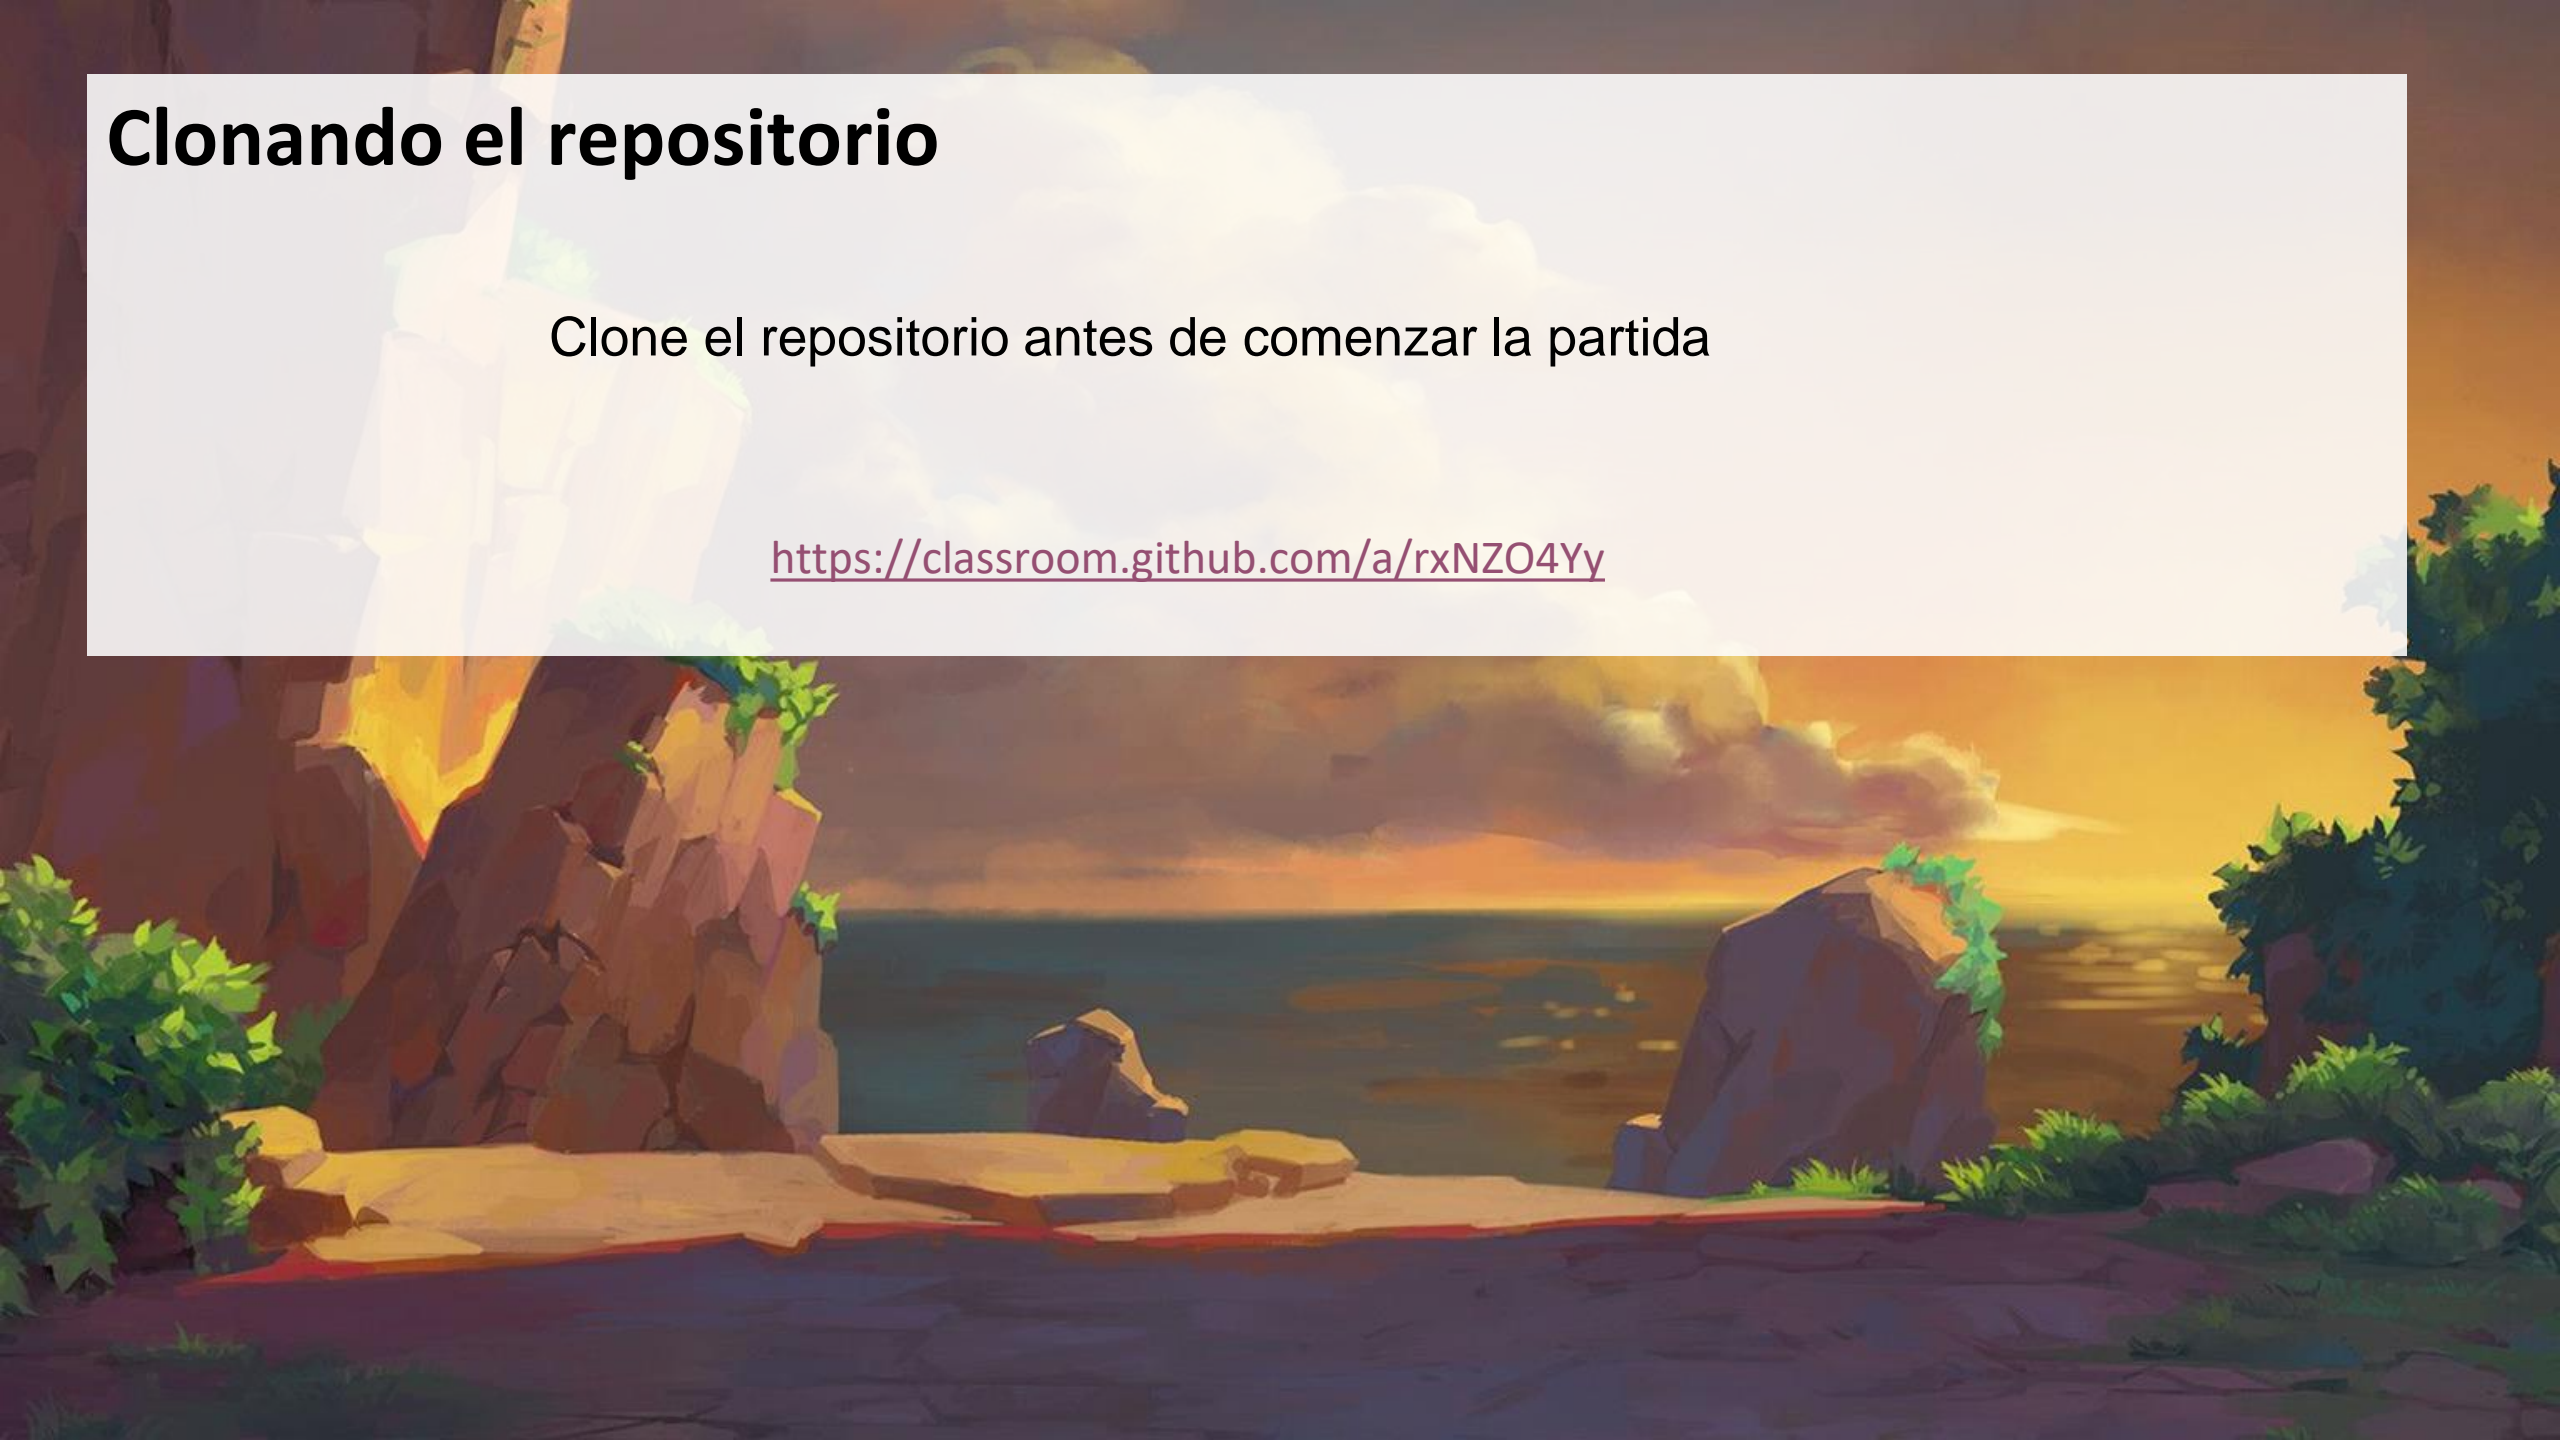 Clonando el repositorio
Clone el repositorio antes de comenzar la partida
https://classroom.github.com/a/rxNZO4Yy